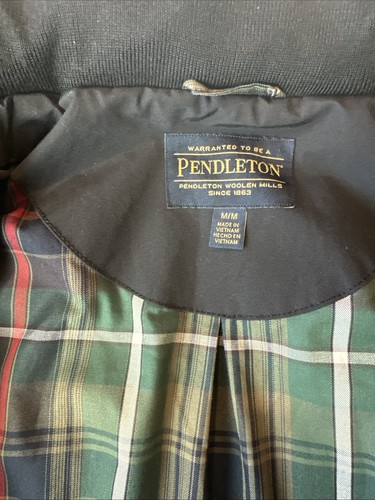 WARRANTED TO BE A
PENDLETON®
PENDLETON WOOLEN MILLS®
SINCE 1863
M/M
MADE IN
VIETNAM
HECHO EN
VIETNAM